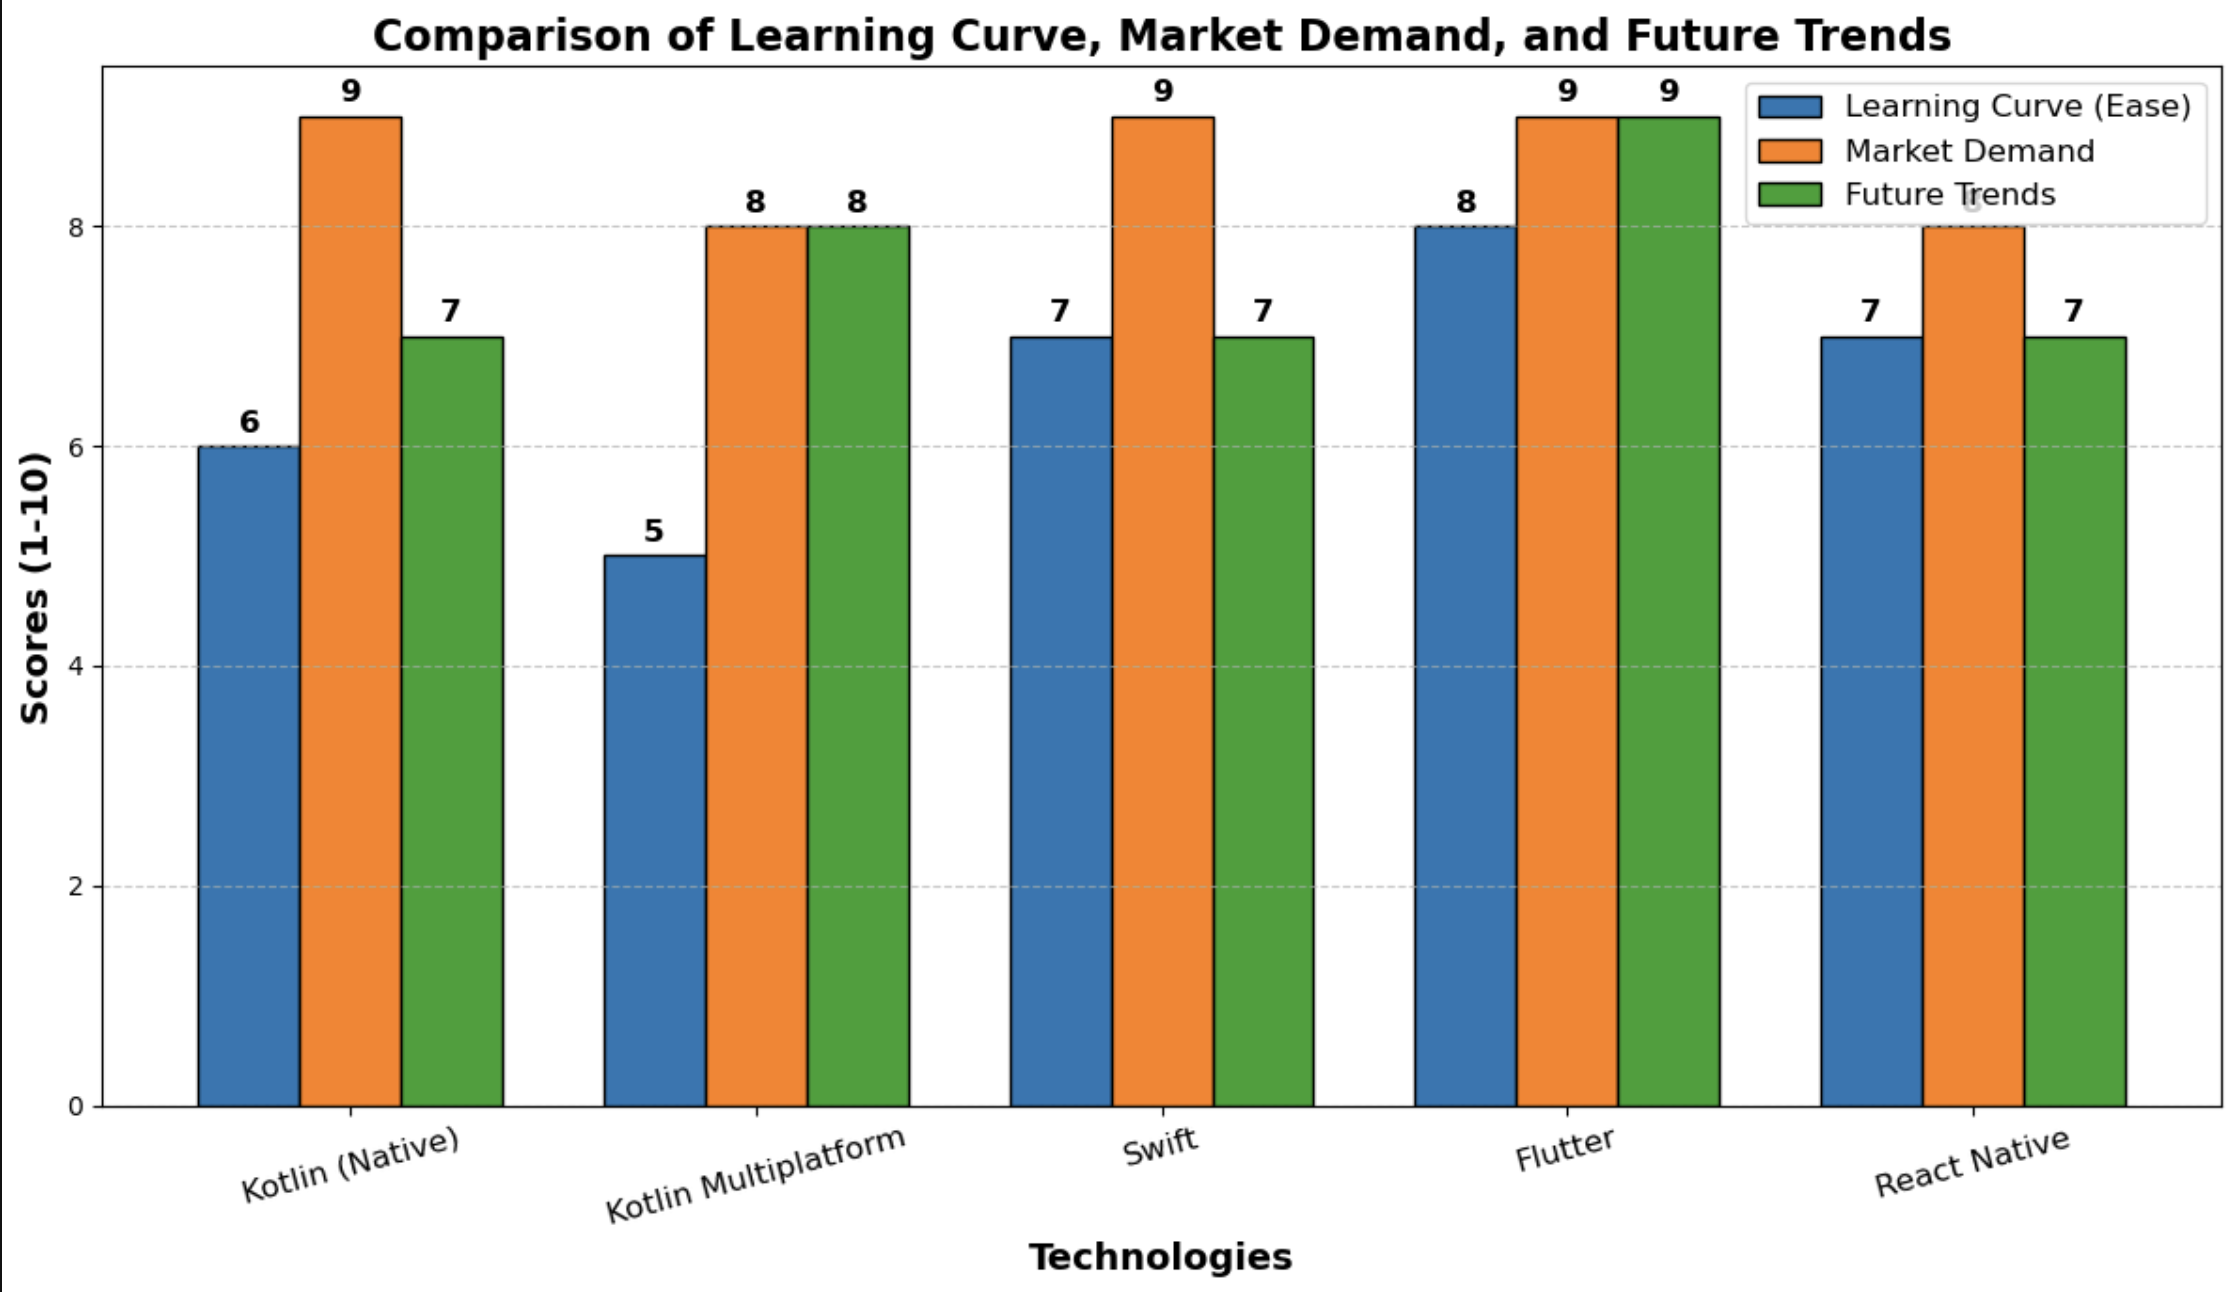 Comparison of Learning Curve, Market Demand, and Future Trends
Learning Curve (Ease)
Market Demand
Future Trends
9
9
9 9
8 8
8
8
7
7 7
7 7
6
5
8
6
4
2
0
Scores (1-10)
Kotlin (Native)
Kotlin Multiplatform
Swift
Flutter
React Native
Technologies